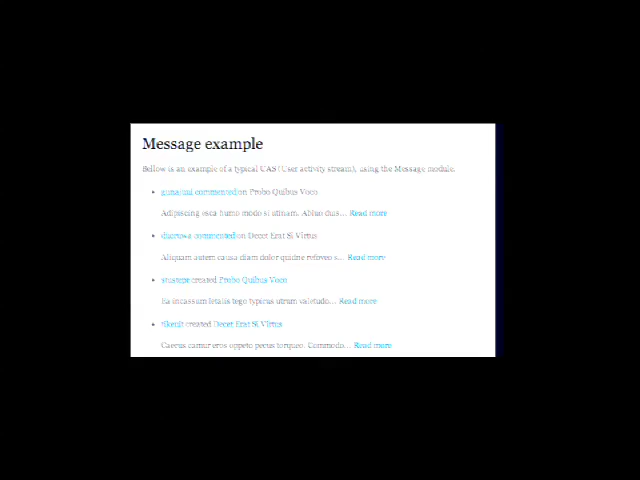 Message example
Bellow is an example of a typical UAS (User activity stream), using the Message module.
commented on Probo Quibus Voco
Adipiscing esca humo modo si utinam. Abluo duis... Read more
commented on Decet Erat Si Virtus
Aliquam autem causa diam dolor quidne refoveo s... Read more
created Probo Quibus Voco
Ea incassum letalis tego typicus utrum valetudo... Read more
created Decet Erat Si Virtus
Caecus camur eros oppeto pecus torqueo. Commodo... Read more